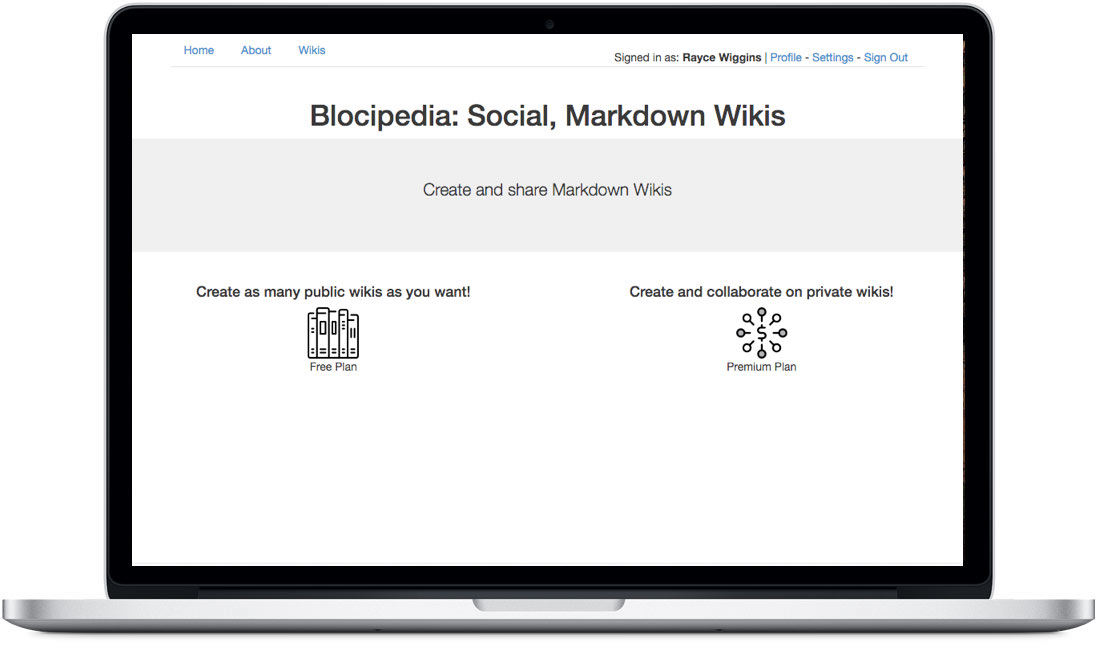 Home About Wikis
Signed in as: Rayce Wiggins | Profile - Settings - Sign Out
Blocipedia: Social, Markdown Wikis
Create and share Markdown Wikis
Create as many public wikis as you want!
$
Free Plan
Create and collaborate on private wikis!
Premium Plan